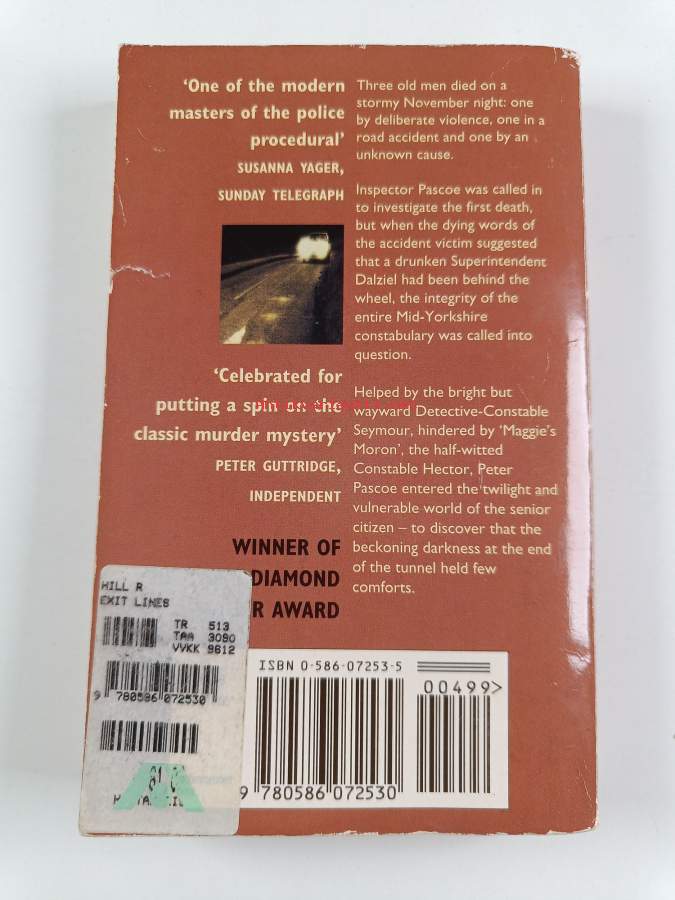 'One of the modern
masters of the police
procedural'
SUSANNA YAGER,
SUNDAY TELEGRAPH
'Celebrated for
putting a spin on the
classic murder mystery'
PETER GUTTRIDGE,
INDEPENDENT
WINNER OF
DIAMOND
AWARD
Three old men died on a
stormy November night: one
by deliberate violence, one in a
road accident and one by an
unknown cause.
Inspector Pascoe was called in
to investigate the first death,
but when the dying words of
the accident victim suggested
that a drunken Superintendent
Dalziel had been behind the
wheel, the integrity of the
entire Mid-Yorkshire
constabulary was called into
question.
Helped by the bright but
wayward Detective-Constable
Seymour, hindered by 'Maggie's
Moron', the half-witted
Constable Hector, Peter
Pascoe entered the twilight and
vulnerable world of the senior
citizen – to discover that the
beckoning darkness at the end
of the tunnel held few
comforts.
HILL R
EXIT LINES
TR 513
TAA 3080
VVKK 9612
9 780586 072530
ISBN 0-586-07253-5
00499>
9 780586 072530